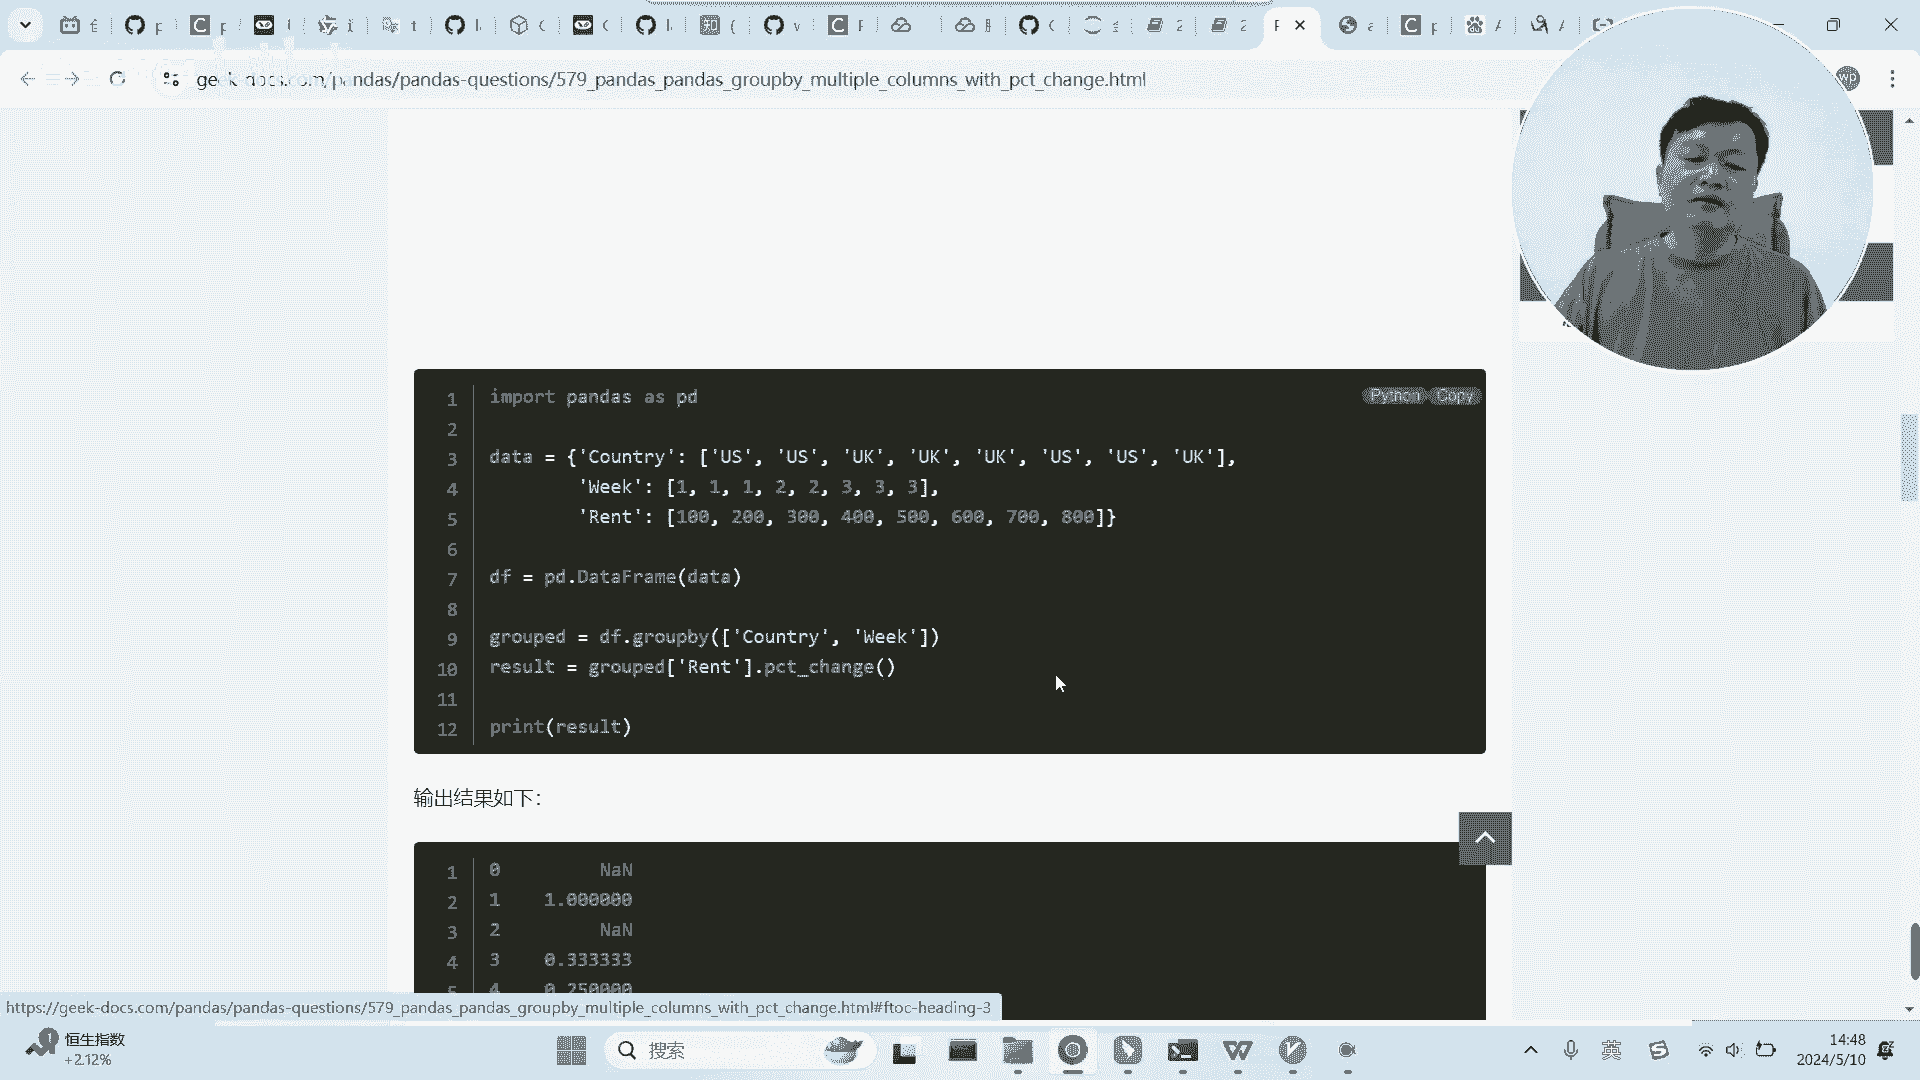 geek-docs.com/pandas/pandas-questions/579_pandas_pandas_groupby_multiple_columns_with_pct_change.html
wp
Python Copy
1 import pandas as pd
2
3 data = {'Country': ['US', 'US', 'UK', 'UK', 'UK', 'US', 'US', 'UK'],
4 'Week': [1, 1, 1, 2, 2, 3, 3, 3],
5 'Rent': [100, 200, 300, 400, 500, 600, 700, 800]}
6
7 df = pd.DataFrame(data)
8
9 grouped = df.groupby(['Country', 'Week'])
10 result = grouped['Rent'].pct_change()
11
12 print(result)
输出结果如下：
1 0 NaN
2 1 1.000000
3 2 NaN
4 3 0.333333
5 4 0.250000
https://geek-docs.com/pandas/pandas-questions/579_pandas_pandas_groupby_multiple_columns_with_pct_change.html#ftoc-heading-3
恒生指数
+2.12%
搜索
英
14:48
2024/5/10